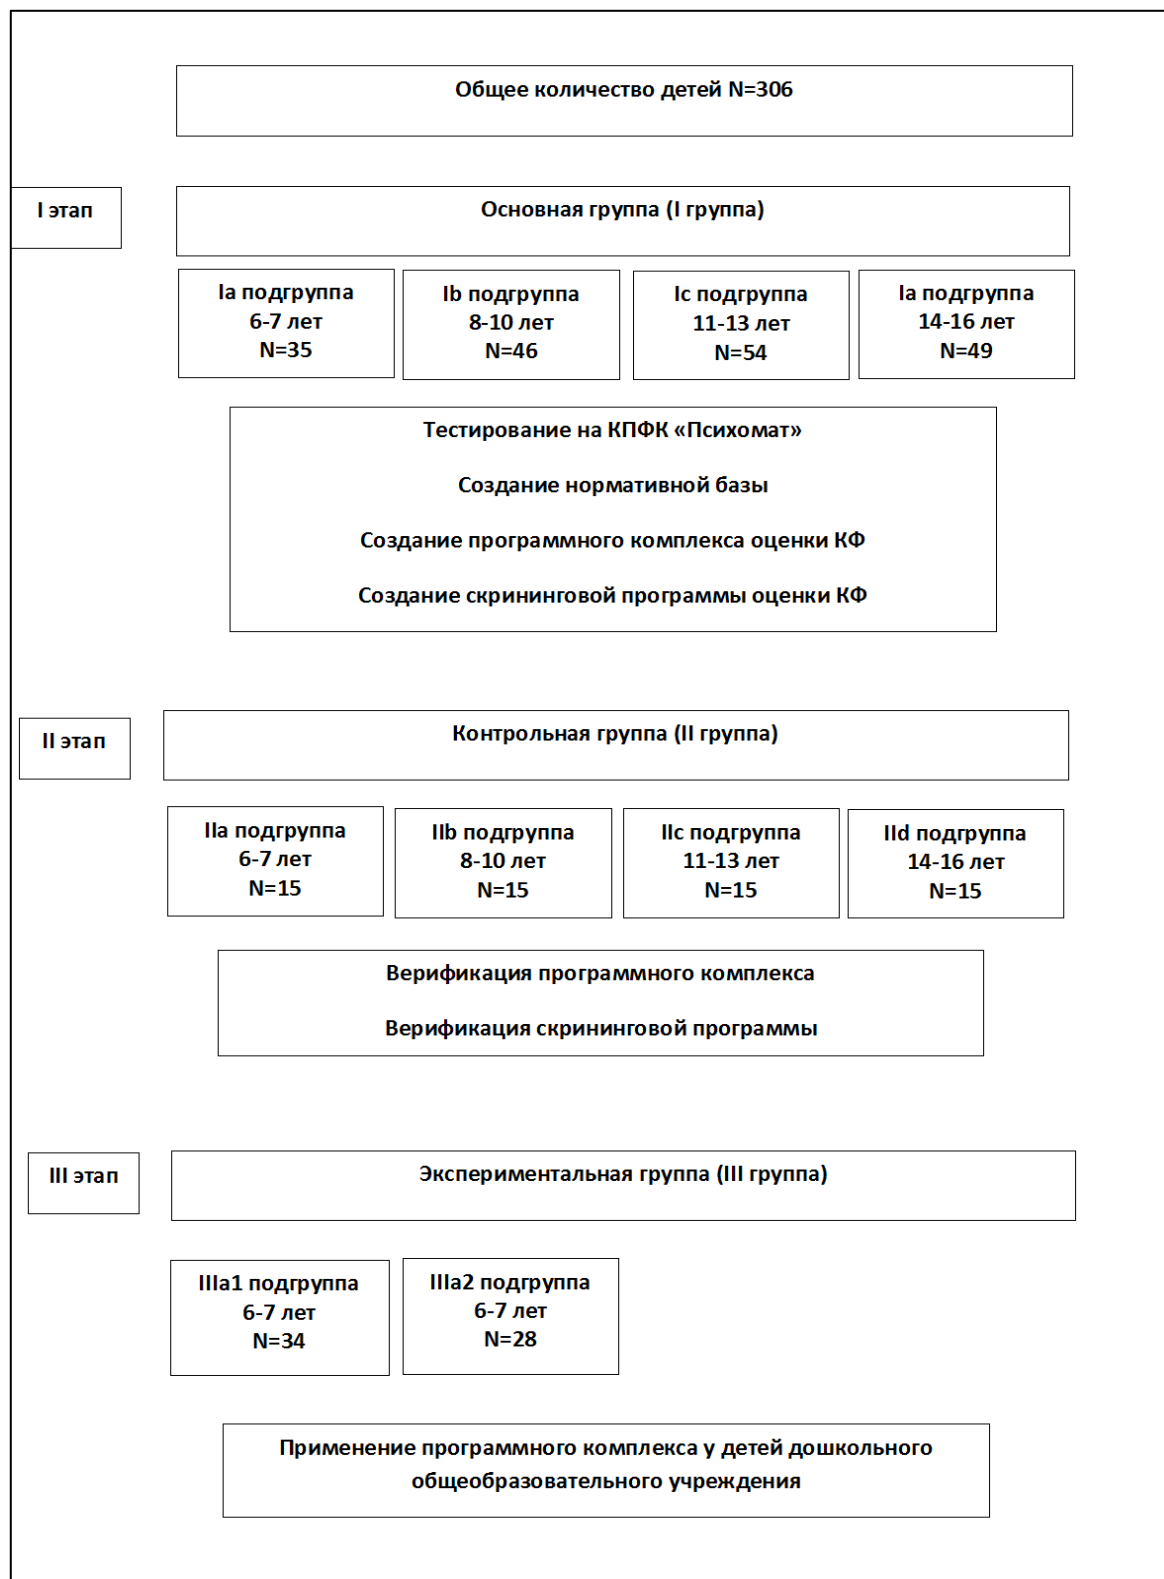 Общее количество детей N=306
I этап
Основная группа (I группа)
Ia подгруппа
6-7 лет
N=35
Ib подгруппа
8-10 лет
N=46
Ic подгруппа
11-13 лет
N=54
Ia подгруппа
14-16 лет
N=49
Тестирование на КПФК «Психомат»
Создание нормативной базы
Создание программного комплекса оценки КФ
Создание скрининговой программы оценки КФ
II этап
Контрольная группа (II группа)
IIa подгруппа
6-7 лет
N=15
IIb подгруппа
8-10 лет
N=15
IIc подгруппа
11-13 лет
N=15
IId подгруппа
14-16 лет
N=15
Верификация программного комплекса
Верификация скрининговой программы
III этап
Экспериментальная группа (III группа)
IIIa1 подгруппа
6-7 лет
N=34
IIIa2 подгруппа
6-7 лет
N=28
Применение программного комплекса у детей дошкольного
общеобразовательного учреждения